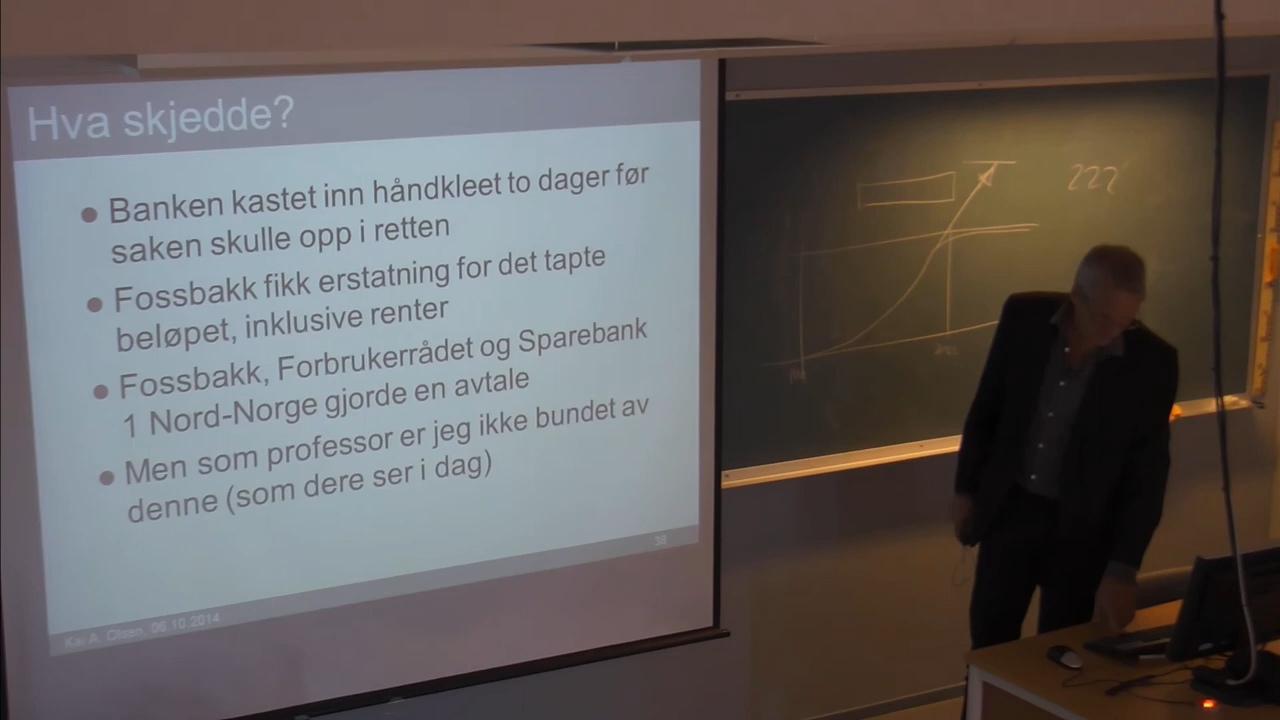 Hva skjedde?
Banken kastet inn håndkleet to dager før
saken skulle opp i retten
Fossbakk fikk erstatning for det tapte
beløpet, inklusive renter
Fossbakk, Forbrukerrådet og Sparebank
1 Nord-Norge gjorde en avtale
Men som professor er jeg ikke bundet av
denne (som dere ser i dag)
38
Kai A. Olsen, 06.10.2014
222'